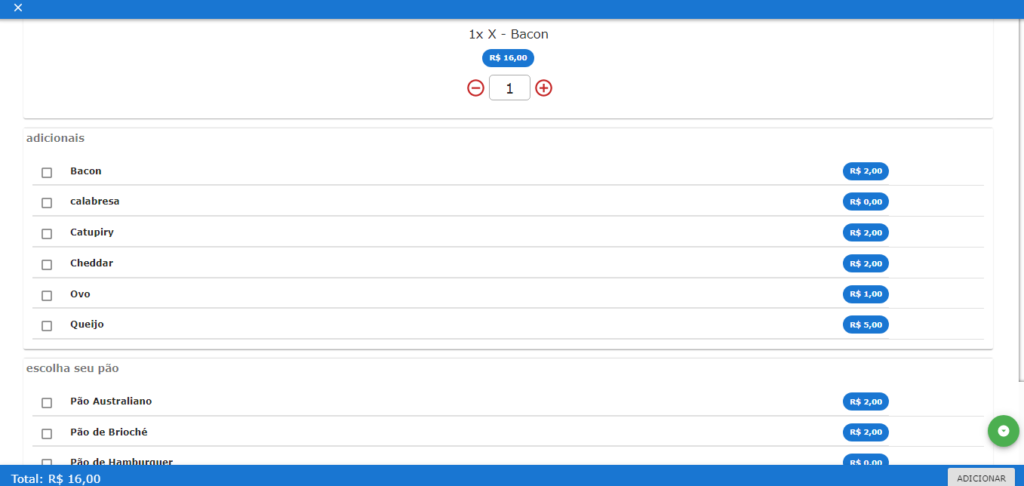 1x X - Bacon
R$ 16,00
1
adicionais
Bacon R$ 2,00
calabresa R$ 0,00
Catupiry R$ 2,00
Cheddar R$ 2,00
Ovo R$ 1,00
Queijo R$ 5,00
escolha seu pão
Pão Australiano R$ 2,00
Pão de Brioché R$ 2,00
Pão de Hamburguer R$ 0,00
Total: R$ 16,00 ADICIONAR